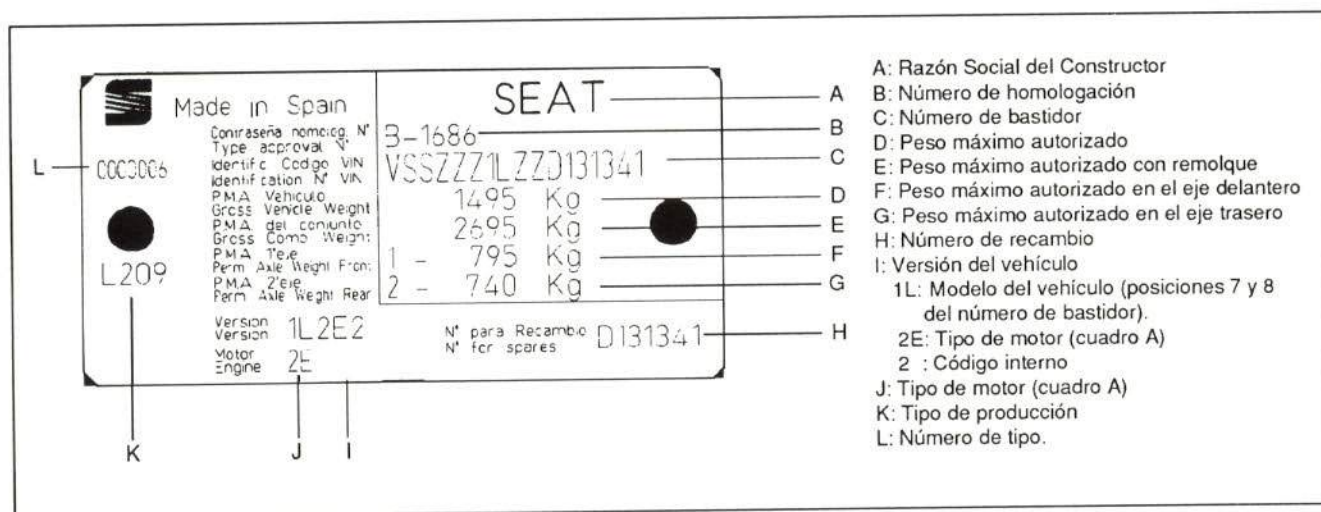 SEAT
Made in Spain
Contraseña homolog. N°
Type approval N°
B-1686
Identific Codigo VIN
Identification N° VIN
VSSZZZ1LZZD131341
P.M.A. Vehiculo
Gross Vehicle Weight
1495 Kg
P.M.A. del conjunto
Gross Comb Weight
2695 Kg
P.M.A. 1°eje
Perm Axle Weight Front
1 - 795 Kg
P.M.A. 2°eje
Perm Axle Weght Rear
2 - 740 Kg
L209
Version
Version
1L2E2
N° para Recambio
N° for spares
D131341
Motor
Engine
2E
A
B
C
D
E
F
G
H
L
K
J
I
A: Razón Social del Constructor
B: Número de homologación
C: Número de bastidor
D: Peso máximo autorizado
E: Peso máximo autorizado con remolque
F: Peso máximo autorizado en el eje delantero
G: Peso máximo autorizado en el eje trasero
H: Número de recambio
I: Versión del vehículo
1L: Modelo del vehículo (posiciones 7 y 8
del número de bastidor).
2E: Tipo de motor (cuadro A)
2 : Código interno
J: Tipo de motor (cuadro A)
K: Tipo de producción
L: Número de tipo.